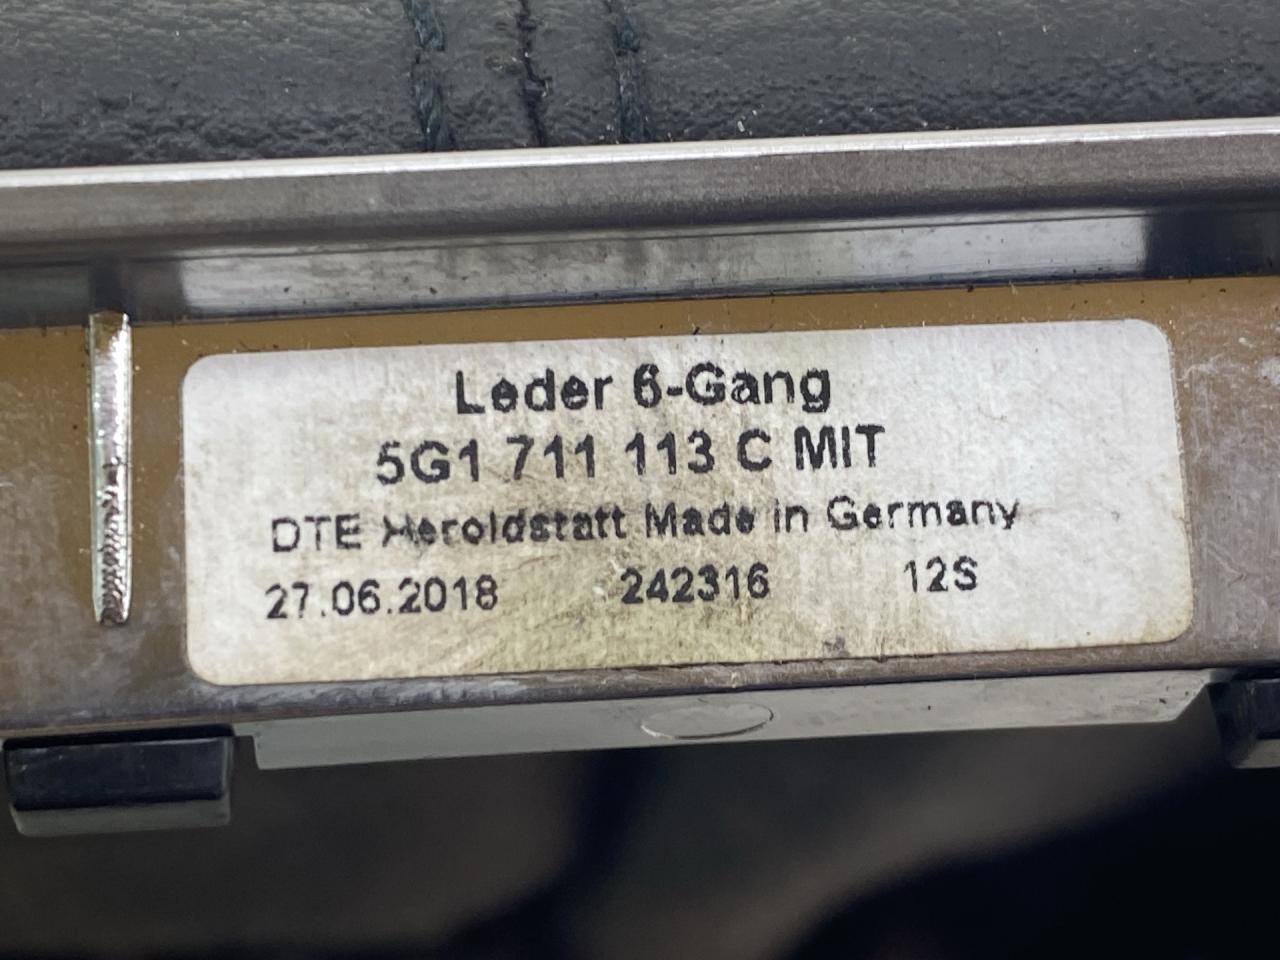 Leder 6-Gang
5G1 711 113 C MIT
DTE Heroldstatt Made in Germany
27.06.2018 242316 12S